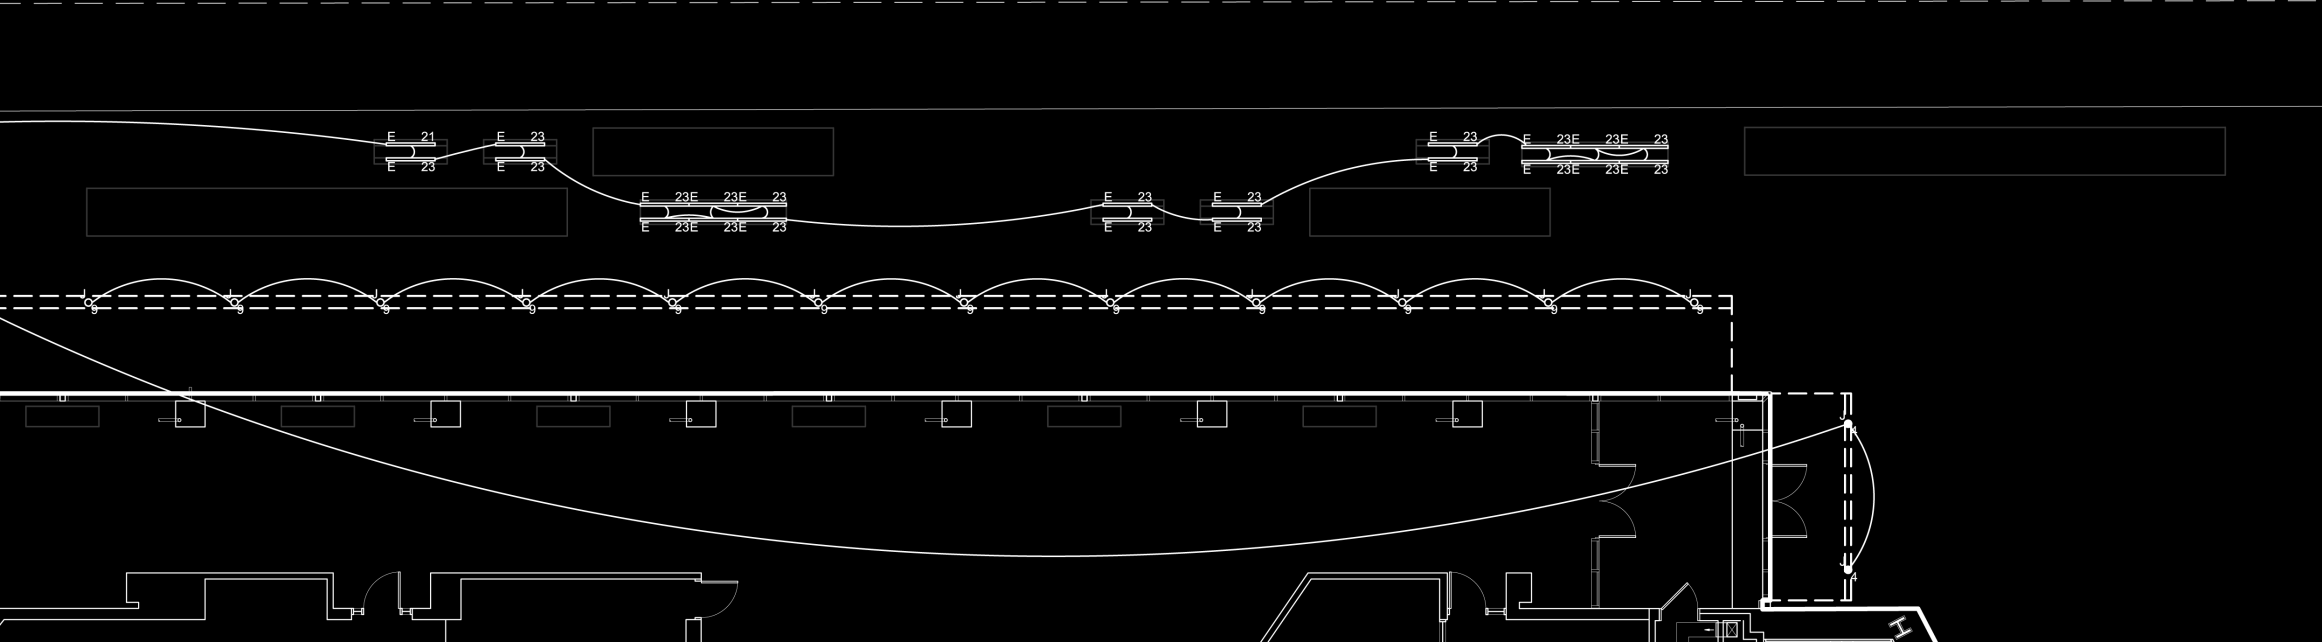 E 21 E 23
E 23 E 23
E 23 E 23E 23E 23
E 23 E 23E 23E 23
E 23E 23E 23 E 23 E 23
E 23E 23E 23 E 23 E 23
J J J J J J J J J J J J
9 9 9 9 9 9 9 9 9 9 9 9
J
4
J
4